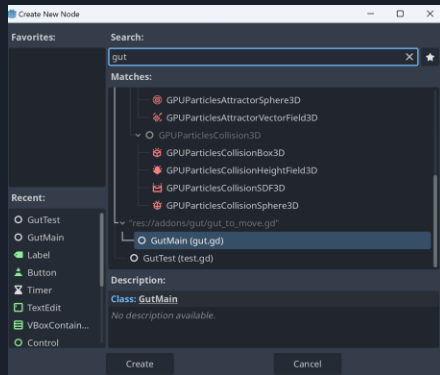 Create New Node
Favorites:
Search:
gut
Matches:
GPUParticlesAttractorSphere3D
GPUParticlesAttractorVectorField3D
GPUParticlesCollision3D
GPUParticlesCollisionBox3D
GPUParticlesCollisionHeightField3D
GPUParticlesCollisionSDF3D
GPUParticlesCollisionSphere3D
"res://addons/gut/gut_to_move.gd"
GutMain (gut.gd)
GutTest (test.gd)
Recent:
GutTest
GutMain
Label
Button
Timer
TextEdit
VBoxContain...
Control
Description:
Class: GutMain
No description available.
Create
Cancel